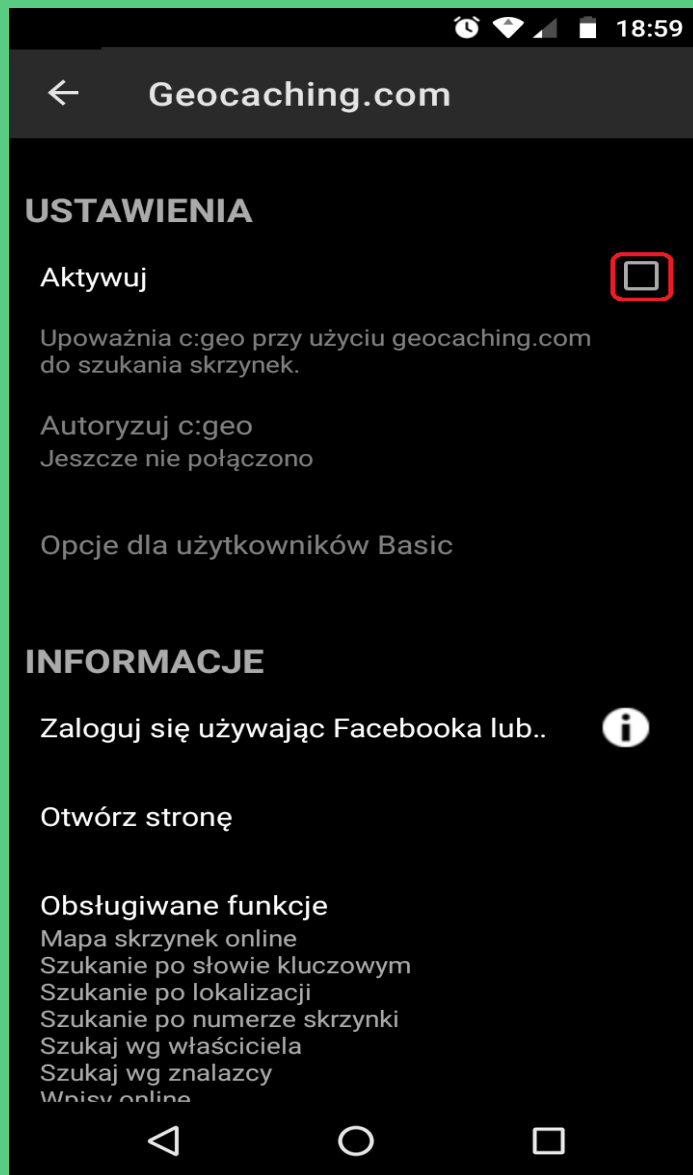 18:59
Geocaching.com
USTAWIENIA
Aktywuj
Upoważnia c:geo przy użyciu geocaching.com
do szukania skrzynek.
Autoryzuj c:geo
Jeszcze nie połączono
Opcje dla użytkowników Basic
INFORMACJE
Zaloguj się używając Facebooka lub..
Otwórz stronę
Obsługiwane funkcje
Mapa skrzynek online
Szukanie po słowie kluczowym
Szukanie po lokalizacji
Szukanie po numerze skrzynki
Szukaj wg właściciela
Szukaj wg znalazcy
Wpisy online